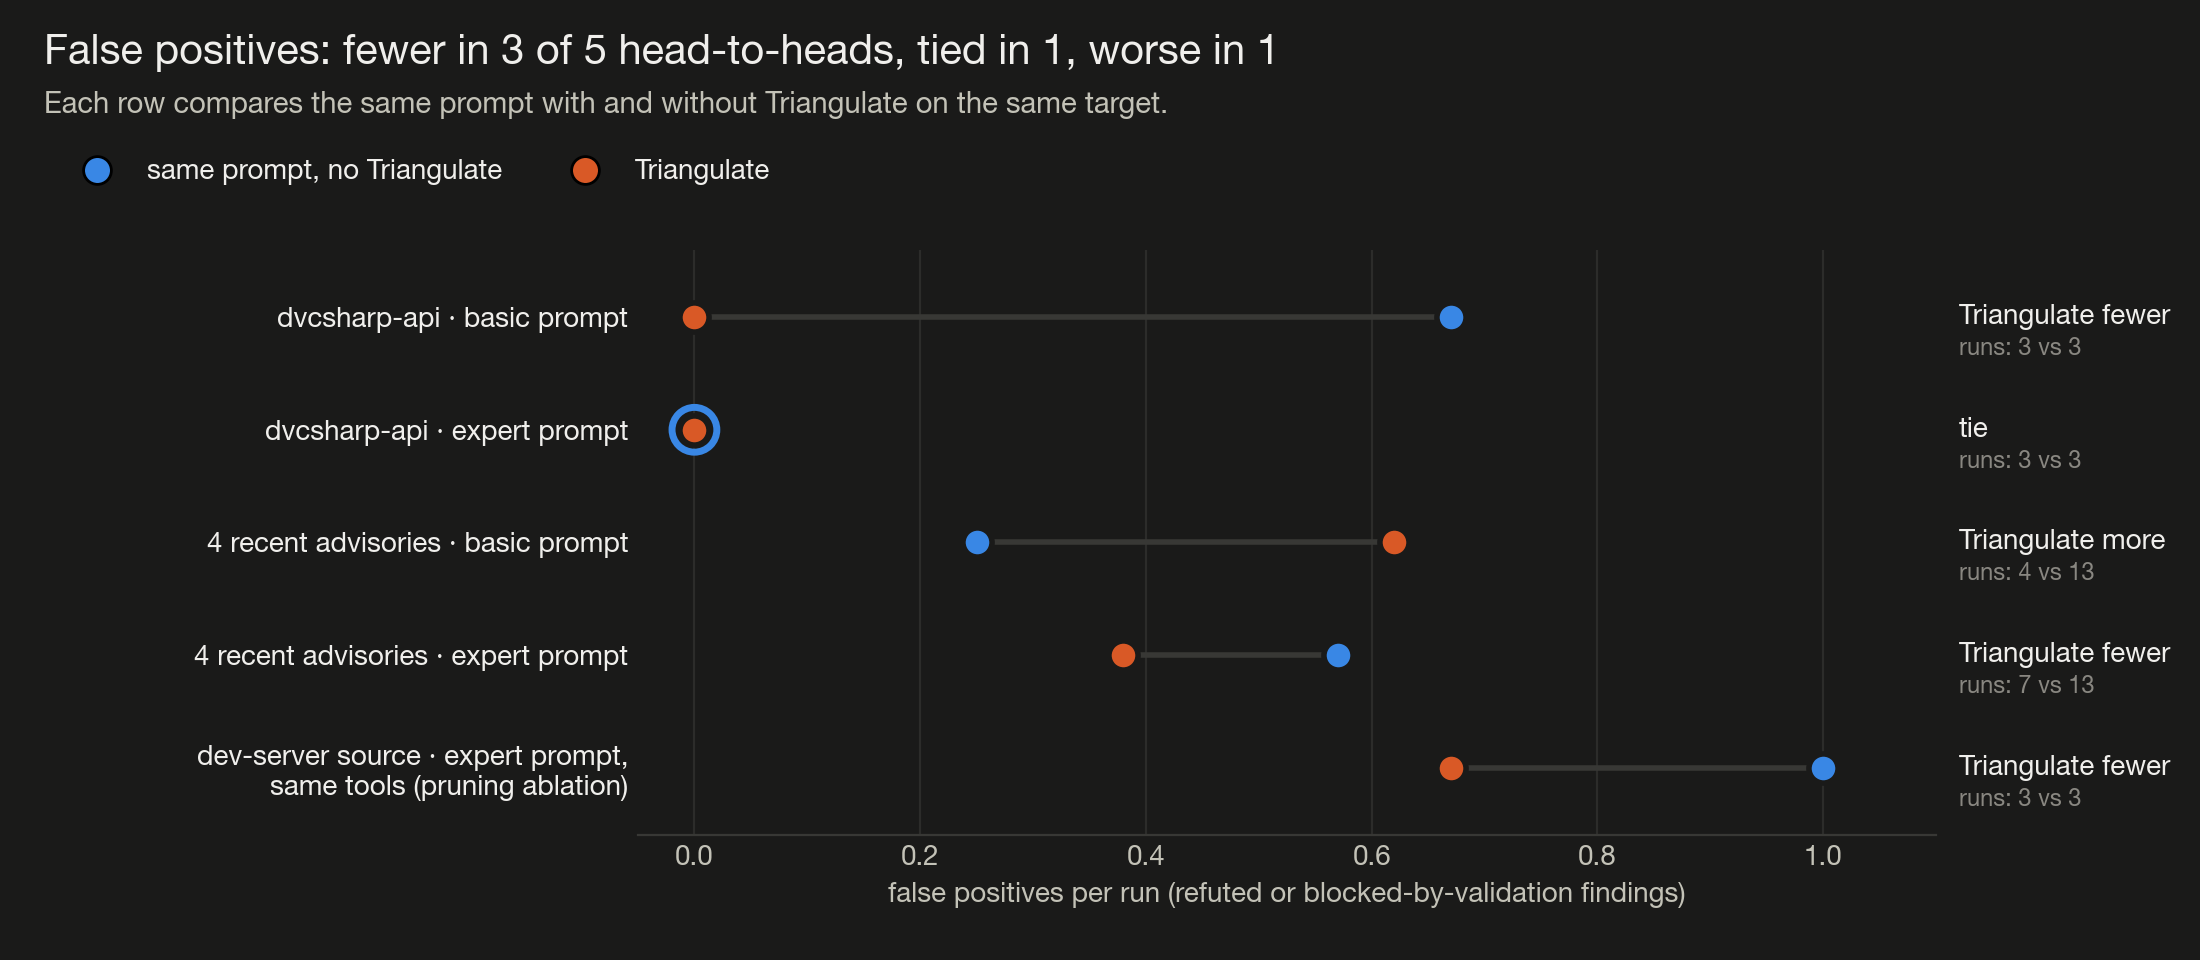 False positives: fewer in 3 of 5 head-to-heads, tied in 1, worse in 1
Each row compares the same prompt with and without Triangulate on the same target.
same prompt, no Triangulate
Triangulate
dvcsharp-api · basic prompt
Triangulate fewer
runs: 3 vs 3
dvcsharp-api · expert prompt
tie
runs: 3 vs 3
4 recent advisories · basic prompt
Triangulate more
runs: 4 vs 13
4 recent advisories · expert prompt
Triangulate fewer
runs: 7 vs 13
dev-server source · expert prompt,
same tools (pruning ablation)
Triangulate fewer
runs: 3 vs 3
0.0 0.2 0.4 0.6 0.8 1.0
false positives per run (refuted or blocked-by-validation findings)